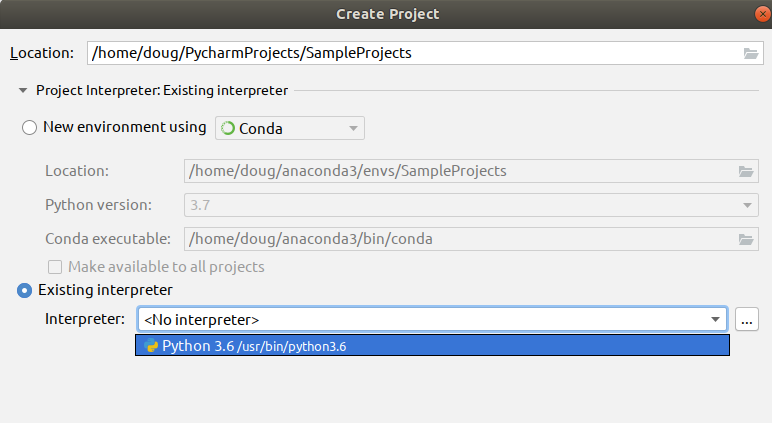 Create Project
Location: /home/doug/PycharmProjects/SampleProjects
Project Interpreter: Existing interpreter
New environment using Conda
Location: /home/doug/anaconda3/envs/SampleProjects
Python version: 3.7
Conda executable: /home/doug/anaconda3/bin/conda
Make available to all projects
Existing interpreter
Interpreter: <No interpreter> ...
Python 3.6 /usr/bin/python3.6